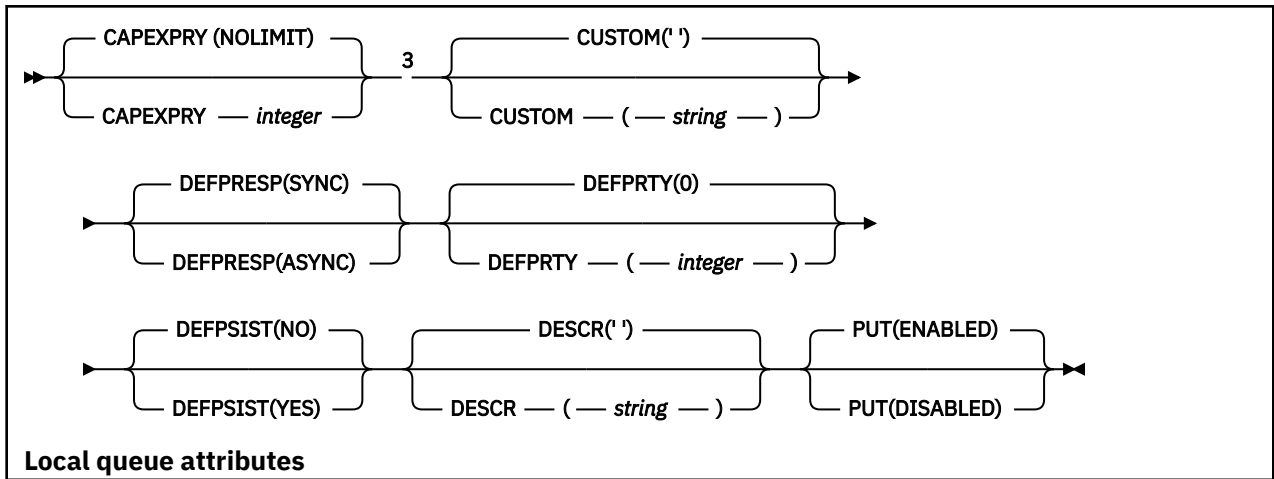 CAPEXPRY (NOLIMIT) CUSTOM(' ')
3
CAPEXPRY integer CUSTOM ( string )
DEFPRESP(SYNC) DEFPRTY(0)
DEFPRESP(ASYNC) DEFPRTY ( integer )
DEFPSIST(NO) DESCR(' ') PUT(ENABLED)
DEFPSIST(YES) DESCR ( string ) PUT(DISABLED)
Local queue attributes